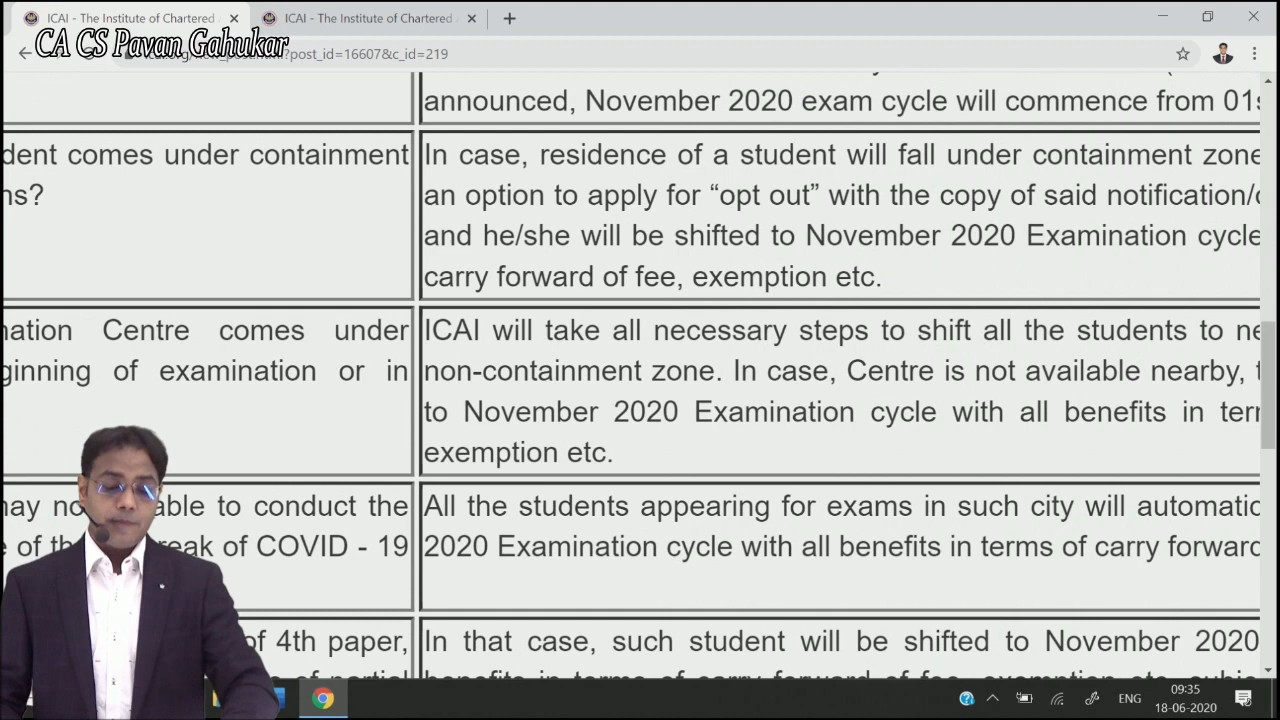 ICAI - The Institute of Chartered
ICAI - The Institute of Chartered
CA CS Pavan Gahukar
?post_id=16607&c_id=219
announced, November 2020 exam cycle will commence from
dent comes under containment
ns?
In case, residence of a student will fall under containment zone
an option to apply for “opt out” with the copy of said notification/
and he/she will be shifted to November 2020 Examination cycle
carry forward of fee, exemption etc.
nation Centre comes under
ginning of examination or in
ICAI will take all necessary steps to shift all the students to
non-containment zone. In case, Centre is not available nearby,
to November 2020 Examination cycle with all benefits in
exemption etc.
able to conduct the
of COVID - 19
All the students appearing for exams in such city will
2020 Examination cycle with all benefits in terms of carry
of 4th paper,
In that case, such student will be shifted to November 2020
ENG
09:35
18-06-2020